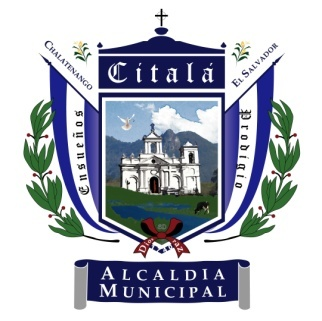 Chalatenango
El Salvador
Citalá
Ensueños
Prodigio
Alcaldia
Municipal